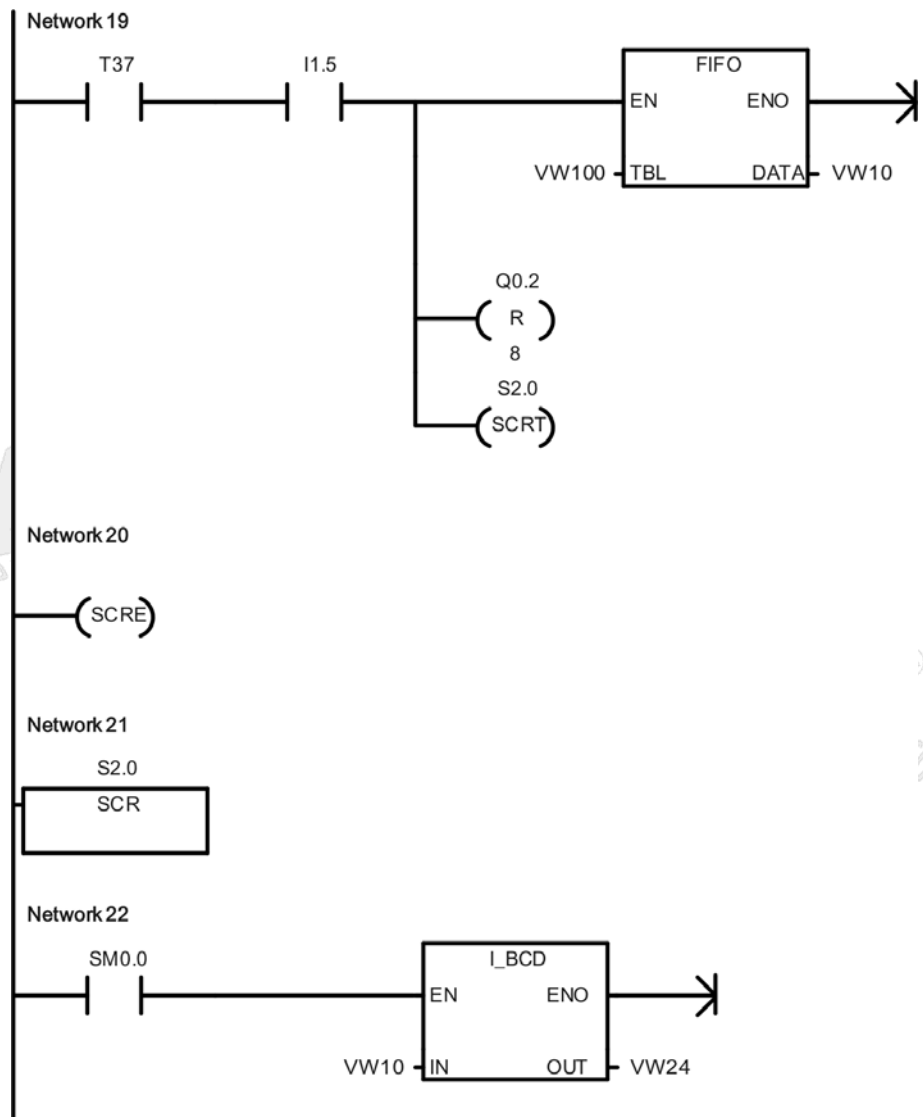 Network 19
T37 I1.5 FIFO
EN ENO
VW100 TBL DATA VW10
Q0.2
R
8
S2.0
SCRT
Network 20
SCRE
Network 21
S2.0
SCR
Network 22
SM0.0 I_BCD
EN ENO
VW10 IN OUT VW24